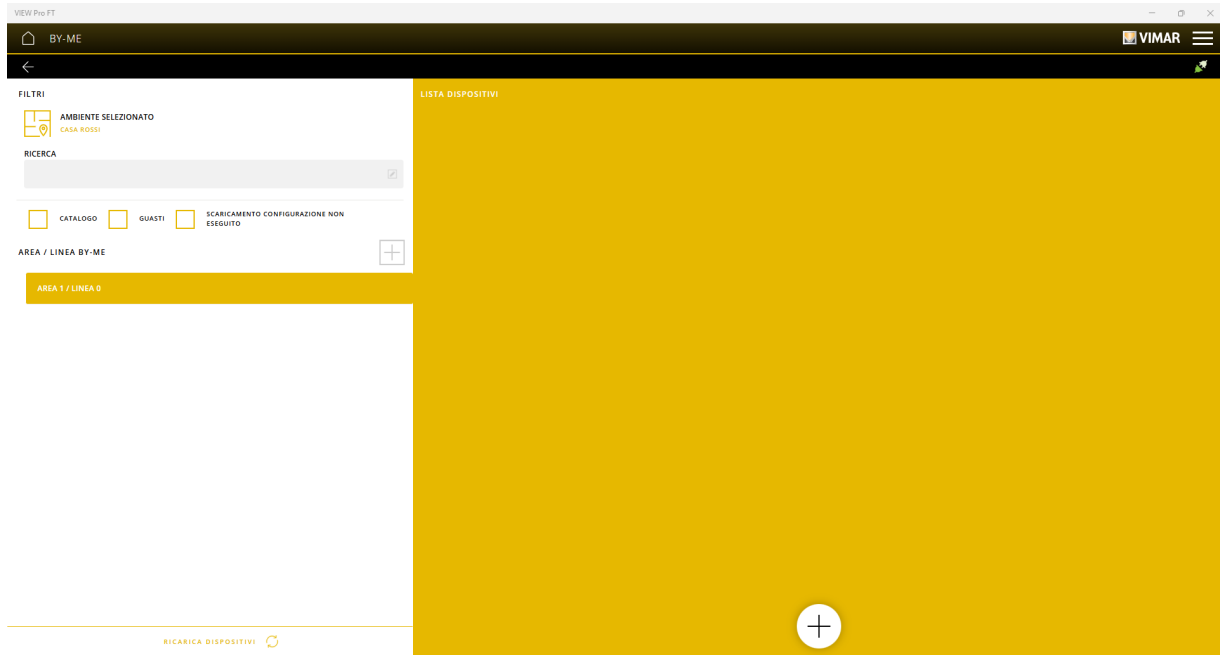 VIEW Pro FT
BY-ME
VIMAR
FILTRI
AMBIENTE SELEZIONATO
CASA ROSSI
RICERCA
CATALOGO
GUASTI
SCARICAMENTO CONFIGURAZIONE NON
ESEGUITO
AREA / LINEA BY-ME
AREA 1 / LINEA 0
RICARICA DISPOSITIVI
LISTA DISPOSITIVI